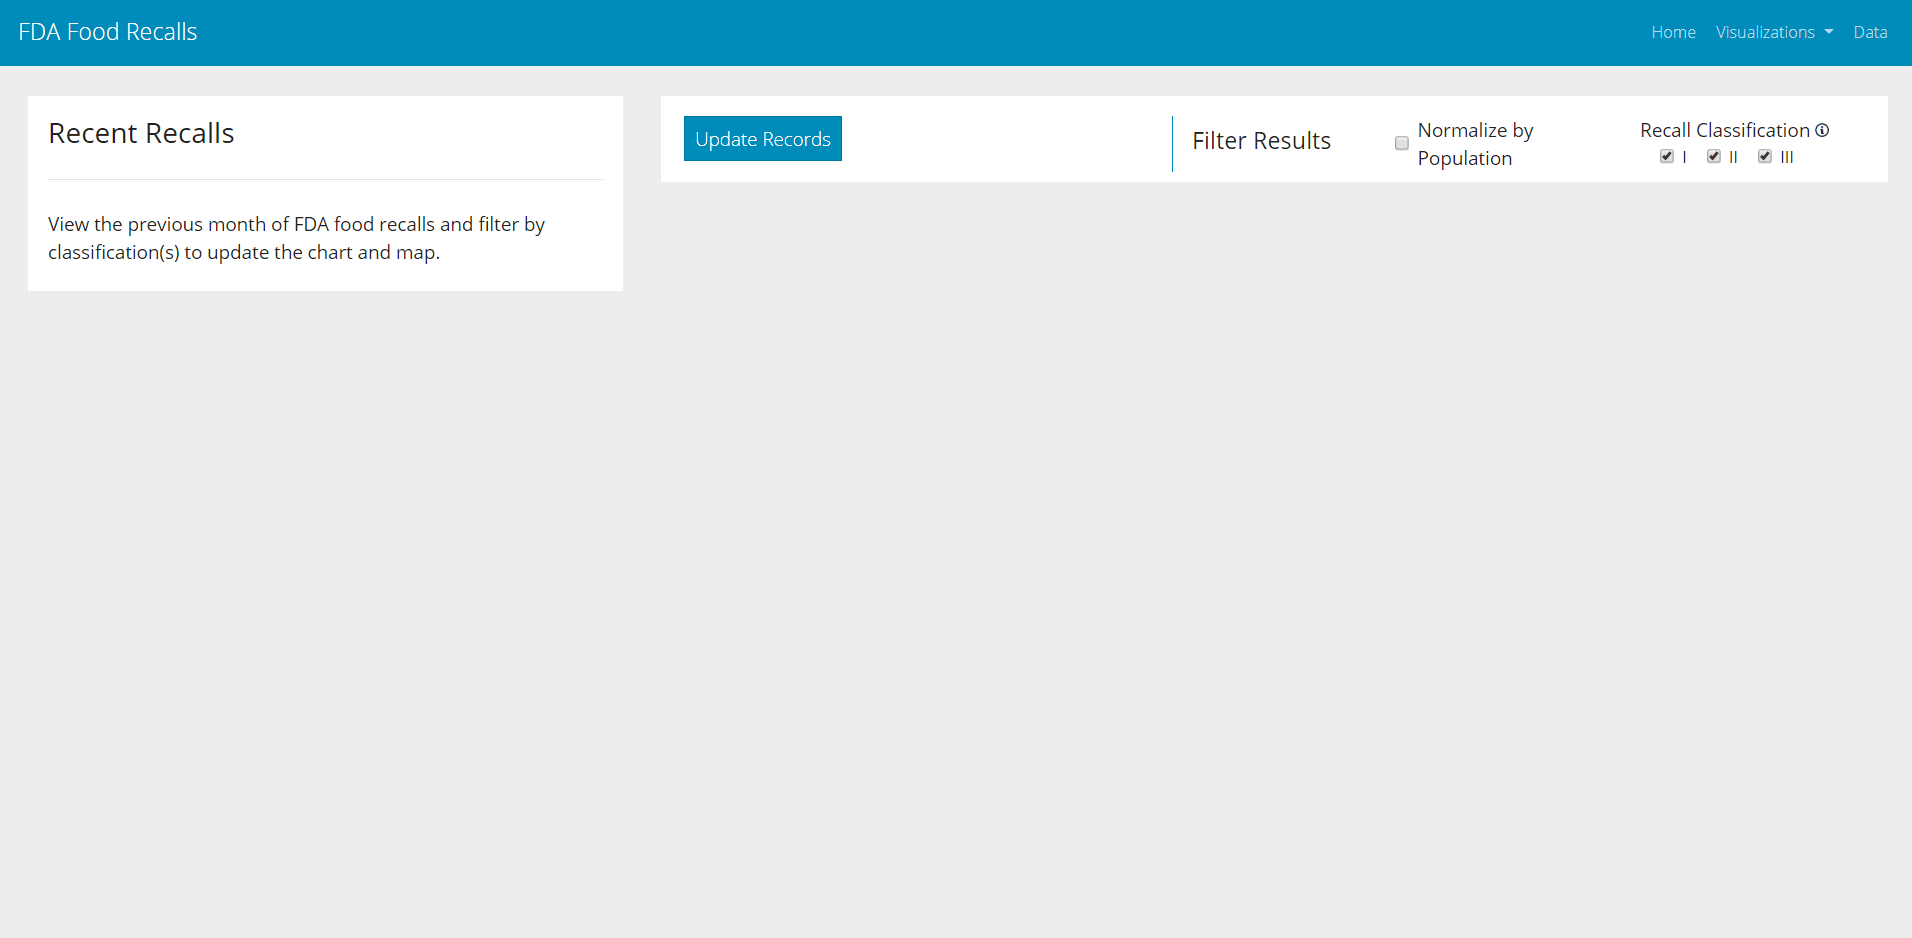 FDA Food Recalls
Home
Visualizations
Data
Recent Recalls
View the previous month of FDA food recalls and filter by
classification(s) to update the chart and map.
Update Records
Filter Results
Normalize by
Population
Recall Classification
I II III